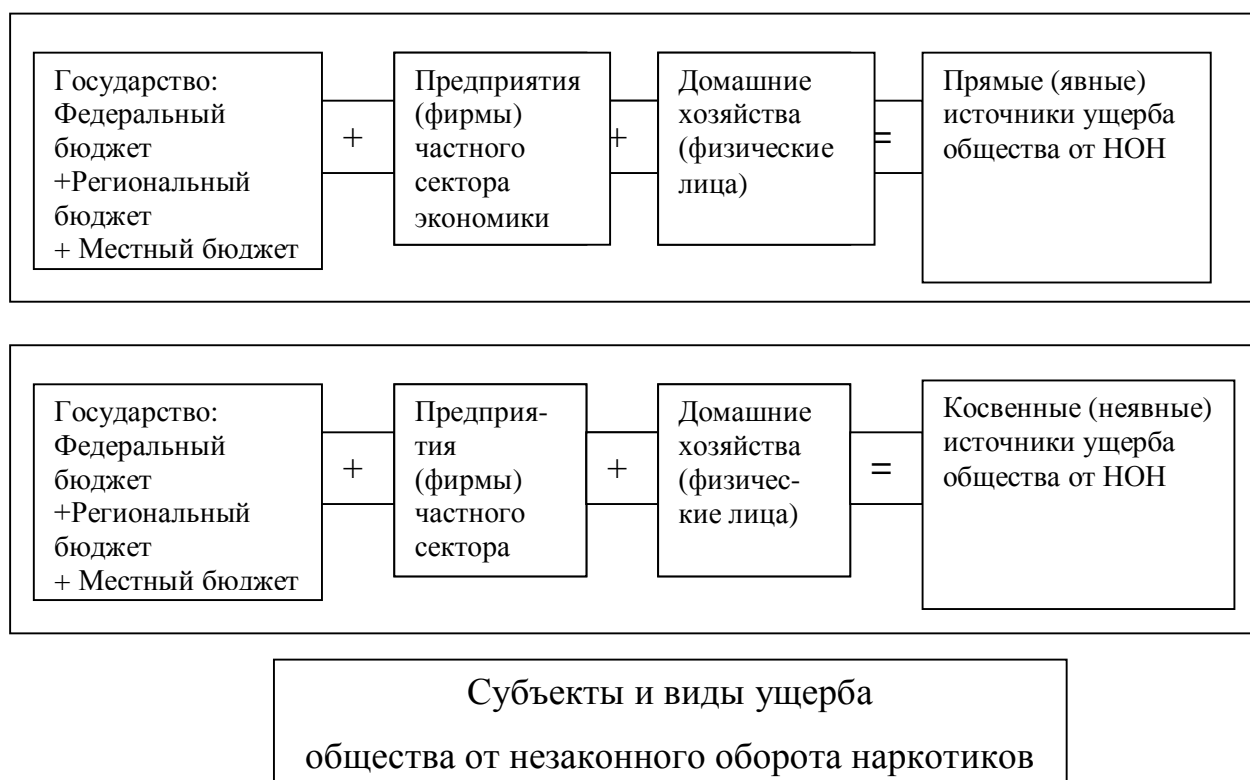 Государство:
Федеральный
бюджет
+Региональный
бюджет
+ Местный бюджет
+
Предприятия
(фирмы)
частного
сектора
экономики
+
Домашние
хозяйства
(физические
лица)
=
Прямые (явные)
источники ущерба
общества от НОН
Государство:
Федеральный
бюджет
+Региональный
бюджет
+ Местный бюджет
+
Предприя-
тия
(фирмы)
частного
сектора
+
Домашние
хозяйства
(физичес-
кие лица)
=
Косвенные (неявные)
источники ущерба
общества от НОН
Субъекты и виды ущерба
общества от незаконного оборота наркотиков